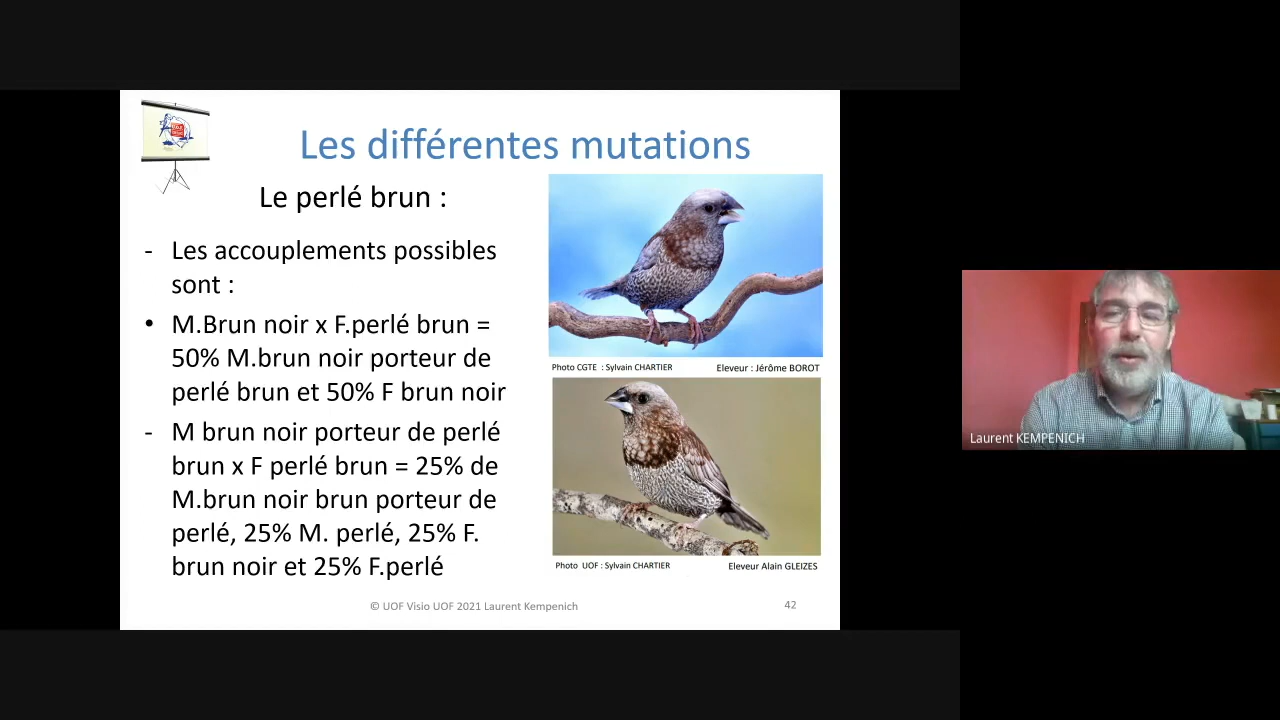 Les différentes mutations
Le perlé brun :
- Les accouplements possibles
sont :
• M.Brun noir x F.perlé brun =
50% M.brun noir porteur de
perlé brun et 50% F brun noir
- M brun noir porteur de perlé
brun x F perlé brun = 25% de
M.brun noir brun porteur de
perlé, 25% M. perlé, 25% F.
brun noir et 25% F.perlé
Photo CGTE : Sylvain CHARTIER
Eleveur : Jérôme BOROT
Photo UOF : Sylvain CHARTIER
Eleveur Alain GLEIZES
© UOF Visio UOF 2021 Laurent Kempenich
42
Laurent KEMPENICH